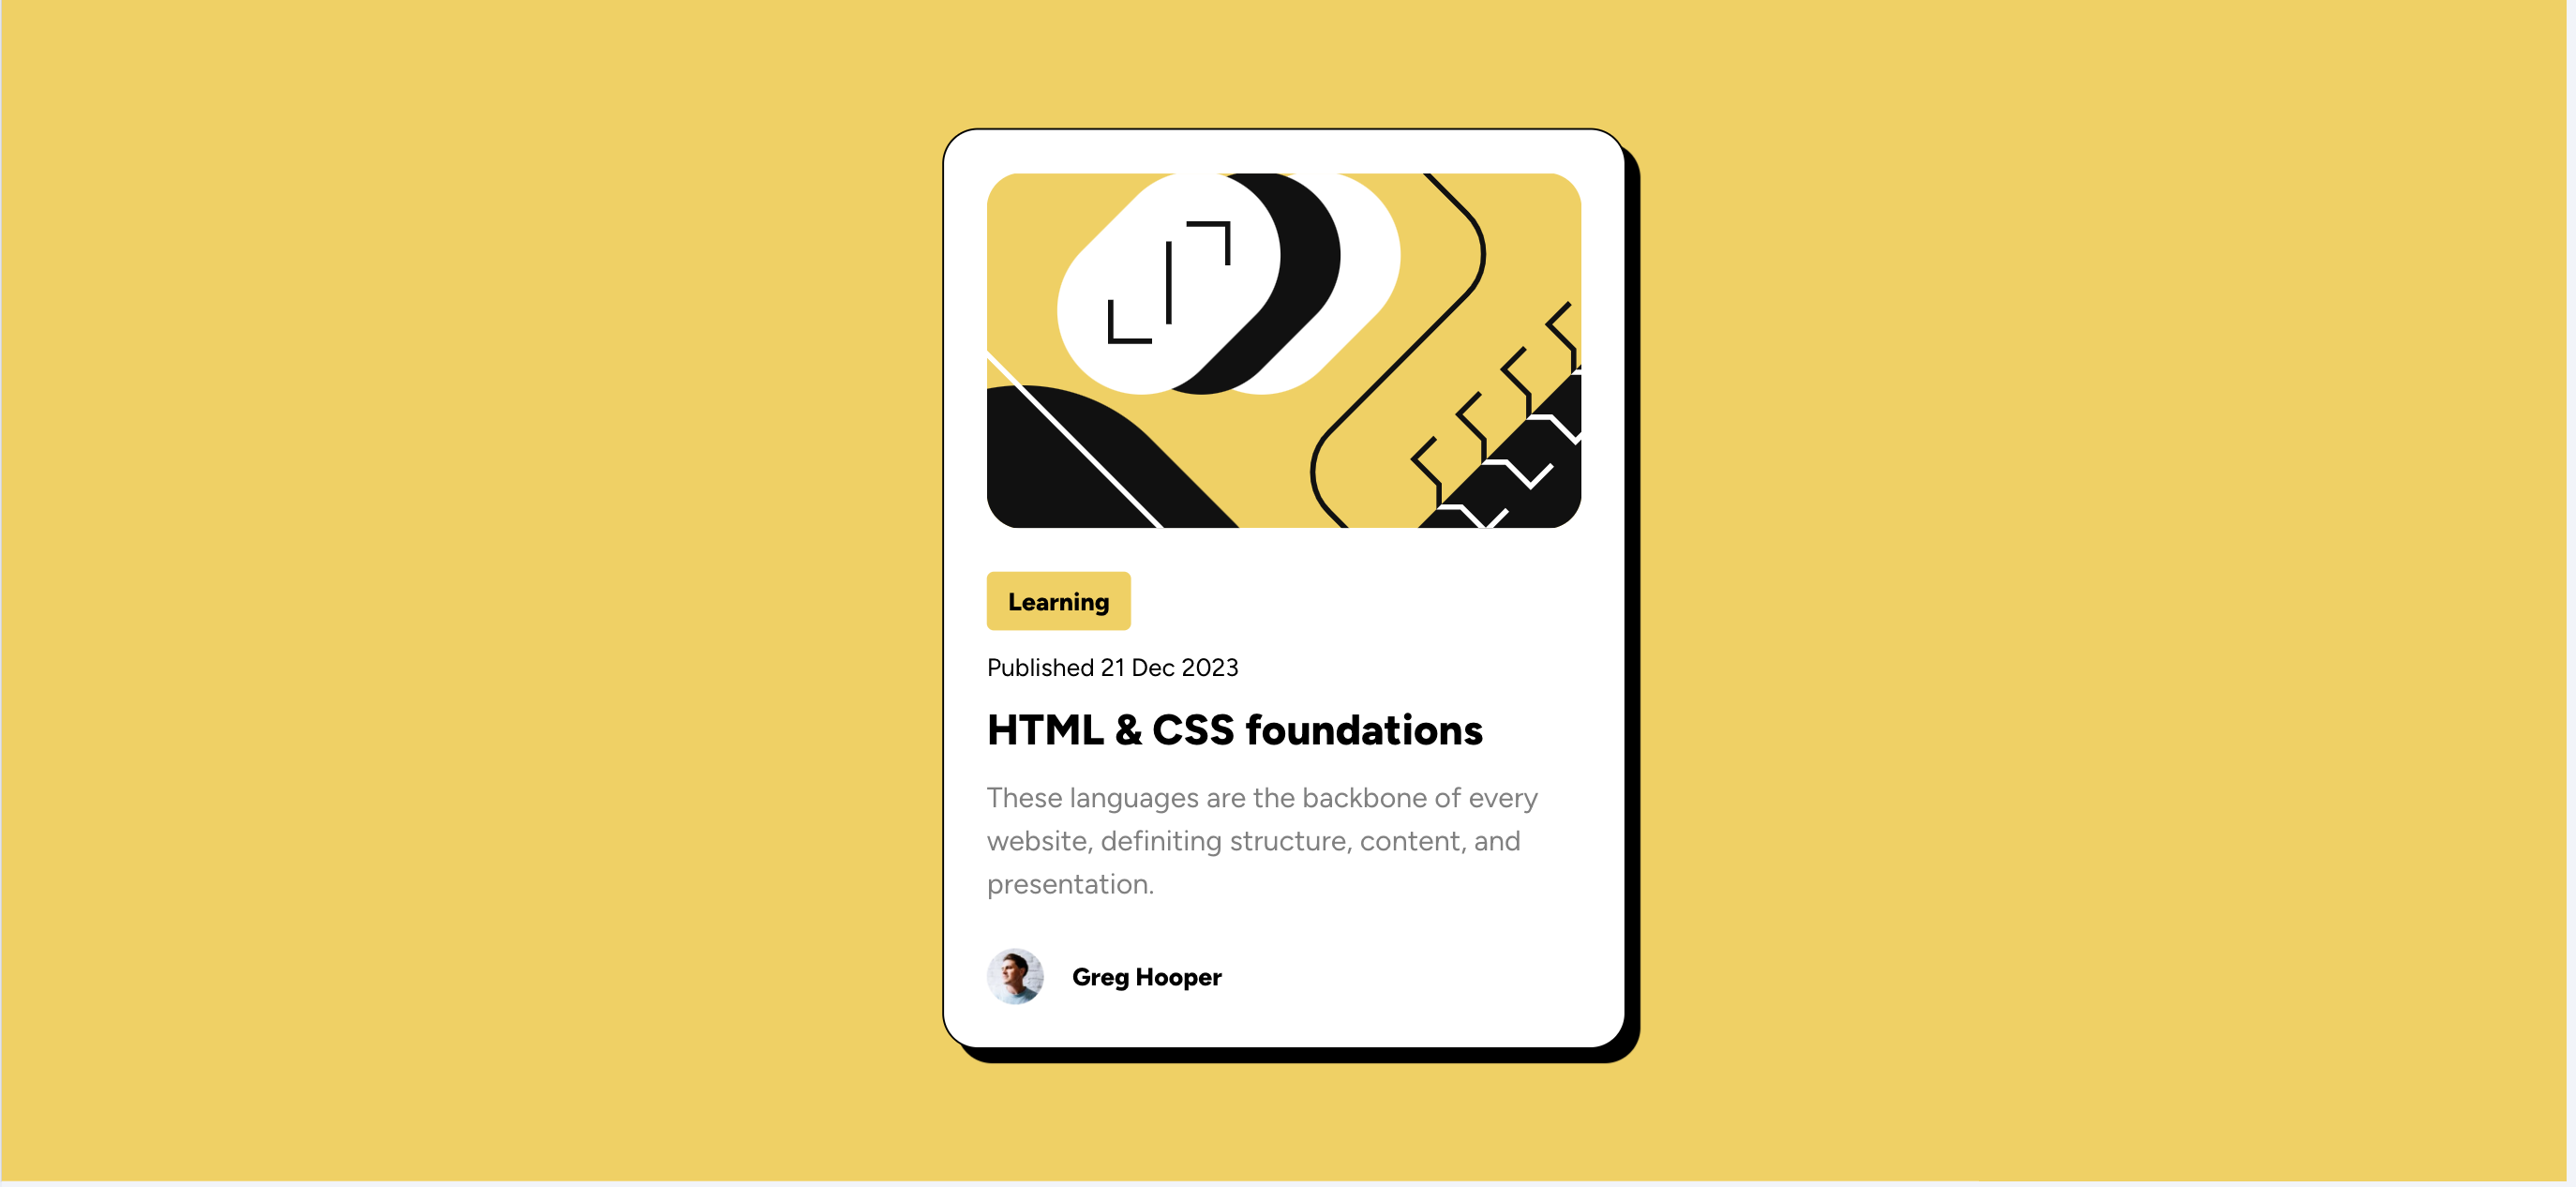 Learning
Published 21 Dec 2023
HTML & CSS foundations
These languages are the backbone of every
website, definiting structure, content, and
presentation.
Greg Hooper